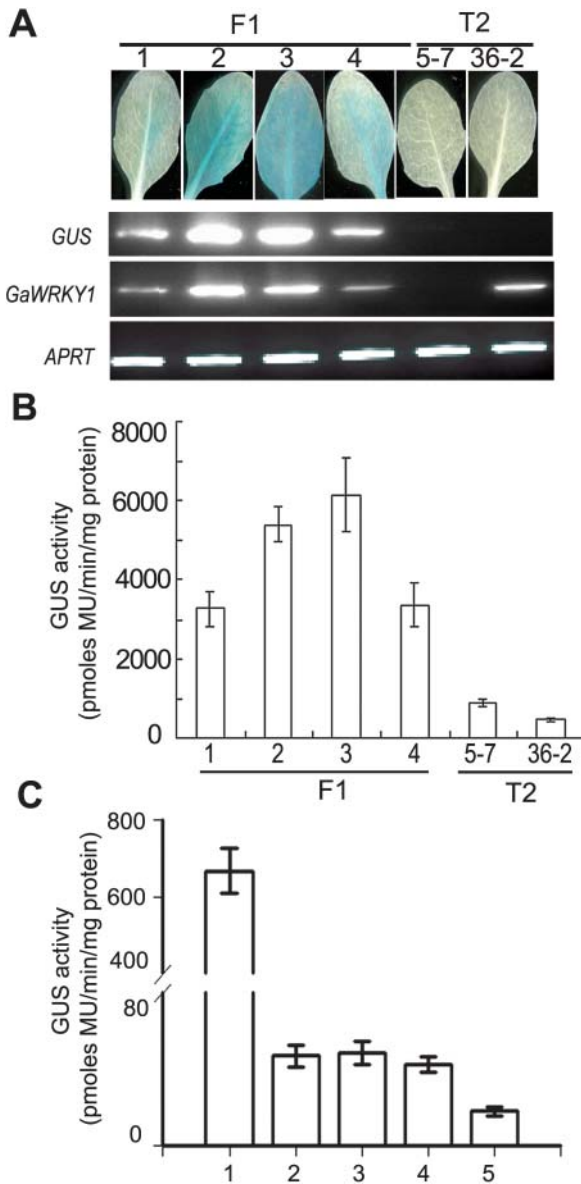 A
F1 T2
1 2 3 4 5-7 36-2
GUS
GaWRKY1
APRT
B
GUS activity
(pmoles MU/min/mg protein)
8000
6000
4000
2000
0
1 2 3 4 5-7 36-2
F1 T2
C
GUS activity
(pmoles MU/min/mg protein)
800
600
400
80
0
1 2 3 4 5